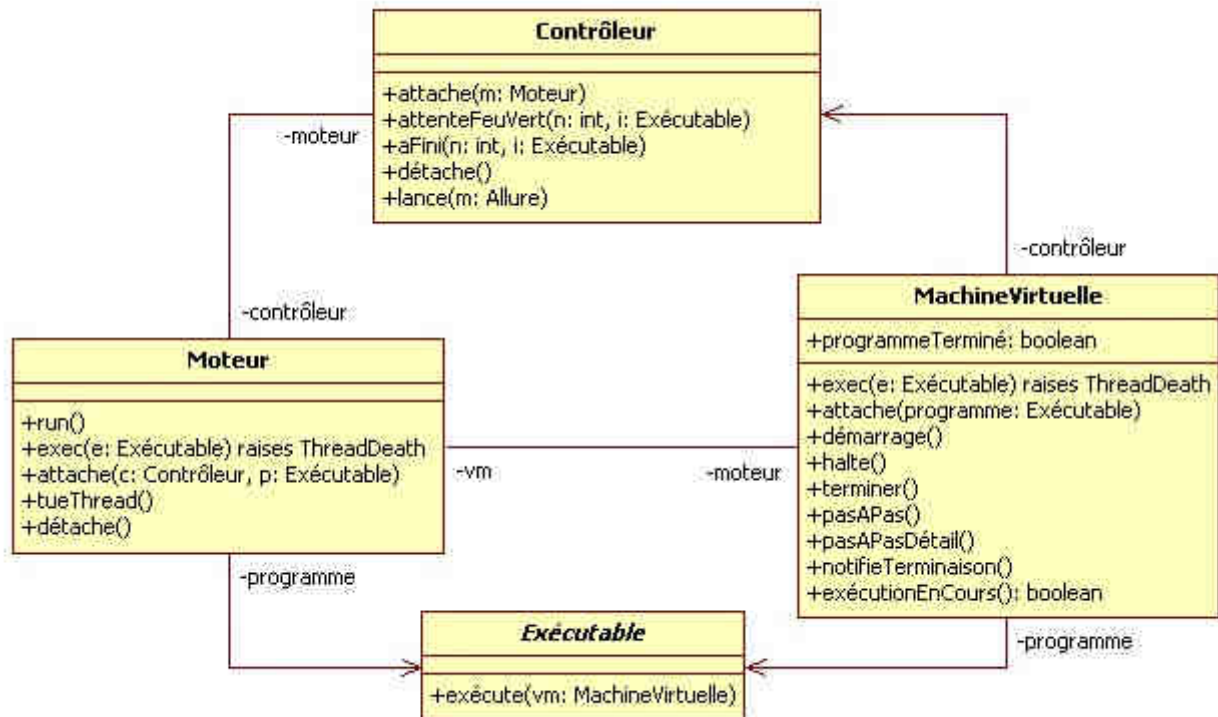 Contrôleur
+attache(m: Moteur)
+attenteFeuVert(n: int, i: Exécutable)
+aFini(n: int, i: Exécutable)
+détache()
+lance(m: Allure)
-moteur
-contrôleur
-contrôleur
Moteur
+run()
+exec(e: Exécutable) raises ThreadDeath
+attache(c: Contrôleur, p: Exécutable)
+tueThread()
+détache()
-vm
-moteur
MachineVirtuelle
+programmeTerminé: boolean
+exec(e: Exécutable) raises ThreadDeath
+attache(programme: Exécutable)
+démarrage()
+halte()
+terminer()
+pasAPas()
+pasAPasDétail()
+notifieTerminaison()
+exécutionEnCours(): boolean
-programme
-programme
Exécutable
+exécute(vm: MachineVirtuelle)